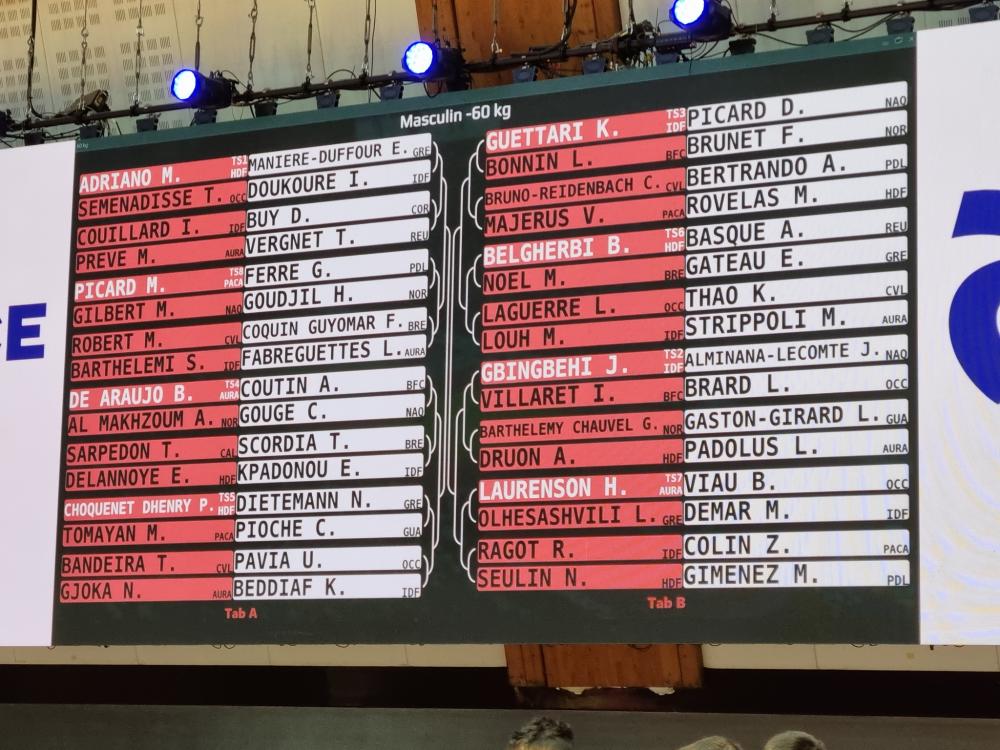 Masculin -60 kg
ADRIANO M. TS1 HDF MANIERE-DUFFOUR E. GRE
SEMENADISSE T. OCC DOUKOURE I. IDF
COUILLARD I. IDF BUY D. COR
PREVE M. AURA VERGNET T. REU
PICARD M. TS8 PACA FERRE G. PDL
GILBERT M. NAQ GOUDJIL H. NOR
ROBERT M. CVL COQUIN GUYOMAR F. BRE
BARTHELEMI S. IDF FABREGUETTES L. AURA
DE ARAUJO B. TS4 AURA COUTIN A. BFC
AL MAKHZOUM A. NOR GOUGE C. NAQ
SARPEDON T. CAL SCORDIA T. BRE
DELANNOYE E. HDF KPADONOU E. IDF
CHOQUENET DHENRY P. TS5 HDF DIETEMANN N. GRE
TOMAYAN M. PACA PIOCHE C. GUA
BANDEIRA T. CVL PAVIA U. OCC
GJOKA N. AURA BEDDIAF K. IDF
Tab A
GUETTARI K. TS3 IDF PICARD D. NAQ
BONNIN L. BFC BRUNET F. NOR
BRUNO-REIDENBACH C. CVL BERTRANDO A. PDL
MAJERUS V. PACA ROVELAS M. HDF
BELGHERBI B. TS6 HDF BASQUE A. REU
NOEL M. BRE GATEAU E. GRE
LAGUERRE L. OCC THAO K. CVL
LOUH M. IDF STRIPPOLI M. AURA
GBINGBEHI J. TS2 IDF ALMINANA-LECOMTE J. NAQ
VILLARET I. BFC BRARD L. OCC
BARTHELEMY CHAUVEL G. NOR GASTON-GIRARD L. GUA
DRUON A. HDF PADOLUS L. AURA
LAURENSON H. TS7 AURA VIAU B. OCC
OLHESASHVILI L. GRE DEMAR M. IDF
RAGOT R. IDF COLIN Z. PACA
SEULIN N. HDF GIMENEZ M. PDL
Tab B
CE